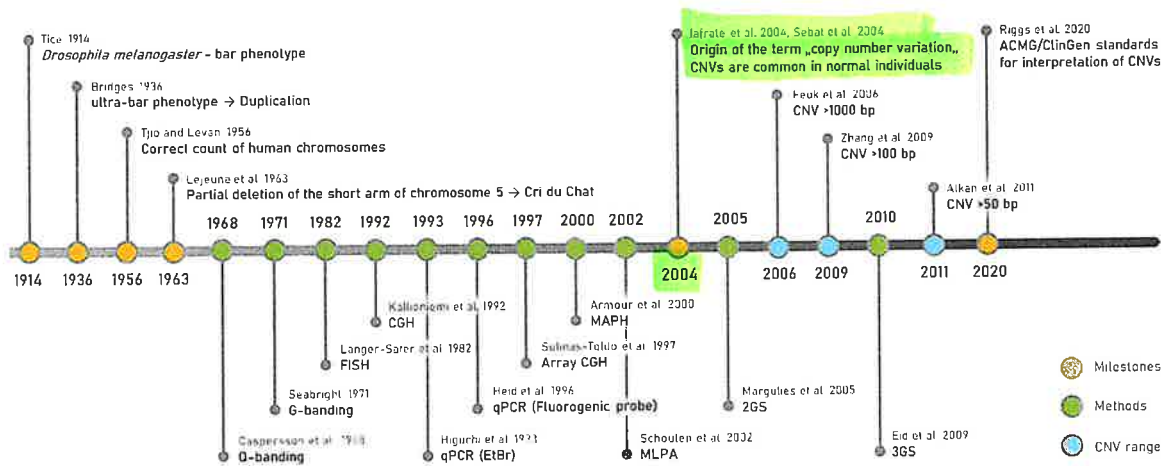 Tice 1914
Drosophila melanogaster - bar phenotype
Bridges 1936
ultra-bar phenotype → Duplication
Tjio and Levan 1956
Correct count of human chromosomes
Lejeune et al. 1963
Partial deletion of the short arm of chromosome 5 → Cri du Chat
Iafrate et al. 2004, Sebat et al. 2004
Origin of the term „copy number variation„
CNVs are common in normal individuals
Feuk et al. 2006
CNV >1000 bp
Zhang et al. 2009
CNV >100 bp
Alkan et al. 2011
CNV >50 bp
Riggs et al. 2020
ACMG/ClinGen standards
for interpretation of CNVs
1968 1971 1982 1992 1993 1996 1997 2000 2002 2005 2010
1914 1936 1956 1963 2004 2006 2009 2011 2020
Kallioniemi et al. 1992
CGH
Langer-Safer et al. 1982
FISH
Seabright 1971
G-banding
Caspersson et al. 1968
Q-banding
Higuchi et al. 1993
qPCR (EtBr)
Heid et al. 1996
qPCR (Fluorogenic probe)
Solinas-Toldo et al. 1997
Array CGH
Armour et al. 2000
MAPH
Schouten et al. 2002
MLPA
Margulies et al. 2005
2GS
Eid et al. 2009
3GS
Milestones
Methods
CNV range